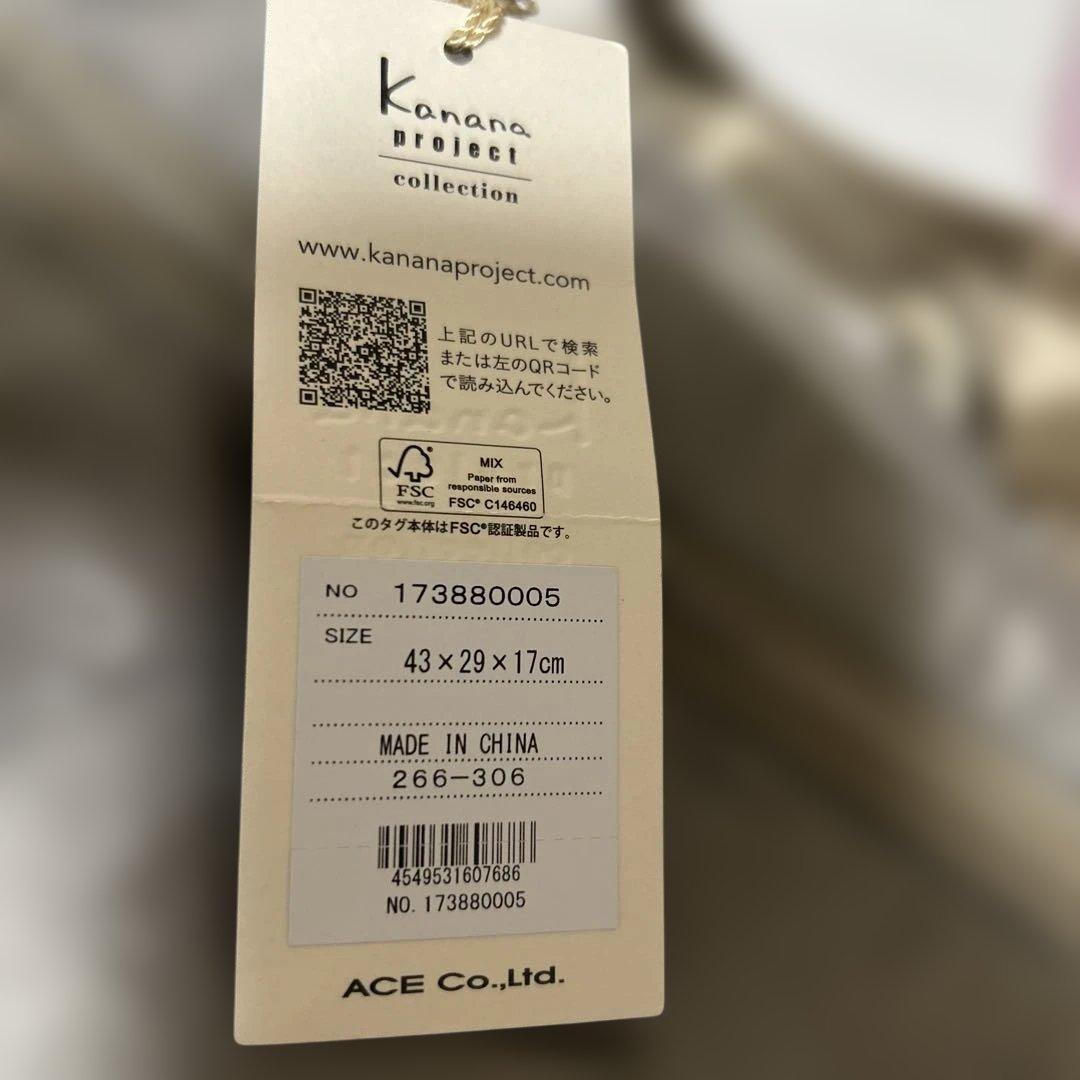 Kanana
project
collection
www.kananaproject.com
上記のURLで検索
または左のQRコード
で読み込んでください。
FSC
www.fsc.org
MIX
Paper from
responsible sources
FSC® C146460
このタグ本体はFSC®認証製品です。
NO 173880005
SIZE
43×29×17cm
MADE IN CHINA
266-306
4549531607686
NO. 173880005
ACE Co.,Ltd.